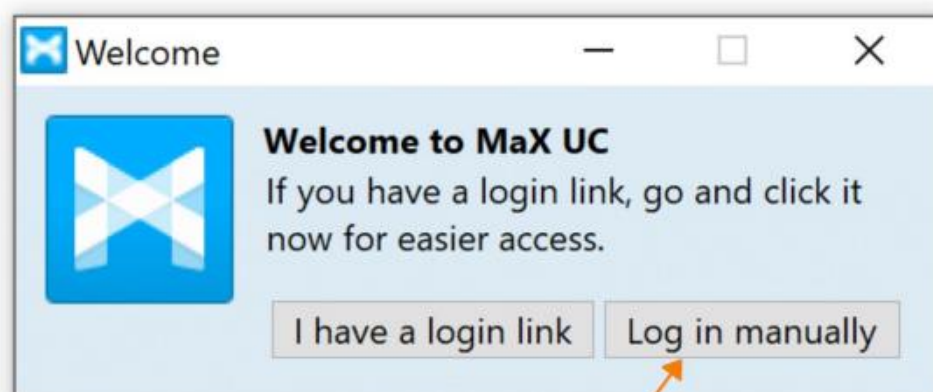 Welcome
Welcome to MaX UC
If you have a login link, go and click it
now for easier access.
I have a login link
Log in manually